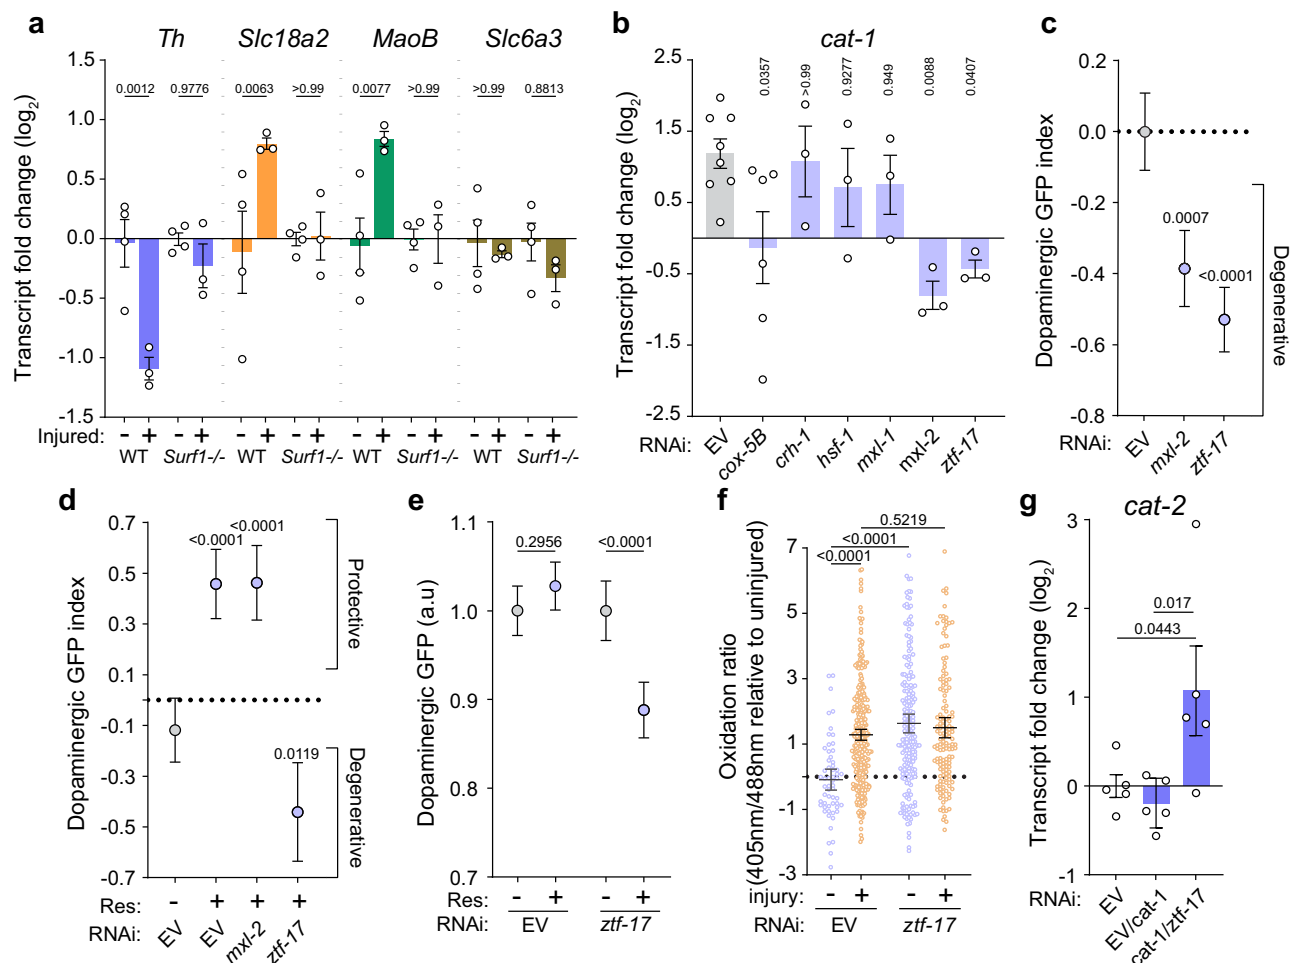 a
Th
Slc18a2
MaoB
Slc6a3
Transcript fold change (log2)
1.5
1.0
0.5
0.0
-0.5
-1.0
-1.5
0.0012
0.9776
0.0063
>0.99
0.0077
>0.99
>0.99
0.8813
Injured: - + - + - + - + - + - + - + - +
WT Surf1-/- WT Surf1-/- WT Surf1-/- WT Surf1-/-
b
cat-1
Transcript fold change (log2)
2.5
1.5
0.5
-0.5
-1.5
-2.5
0.0357
>0.99
0.9277
0.949
0.0088
0.0407
RNAi: EV cox-5B crh-1 hsf-1 mxl-1 mxl-2 ztf-17
c
Dopaminergic GFP index
0.2
0.0
-0.2
-0.4
-0.6
-0.8
0.0007
<0.0001
Degenerative
RNAi: EV mxl-2 ztf-17
d
Dopaminergic GFP index
0.7
0.5
0.3
0.1
-0.1
-0.3
-0.5
-0.7
<0.0001
<0.0001
0.0119
Protective
Degenerative
Res: - + + +
RNAi: EV EV mxl-2 ztf-17
e
Dopaminergic GFP (a.u)
1.1
1.0
0.9
0.8
0.7
0.2956
<0.0001
Res: - + - +
RNAi: EV ztf-17
f
Oxidation ratio
(405nm/488nm relative to uninjured)
7
5
3
1
-1
-3
0.5219
<0.0001
<0.0001
injury: - + - +
RNAi: EV ztf-17
g
cat-2
Transcript fold change (log2)
3
2
1
0
-1
0.017
0.0443
RNAi: EV EV/cat-1 cat-1/ztf-17